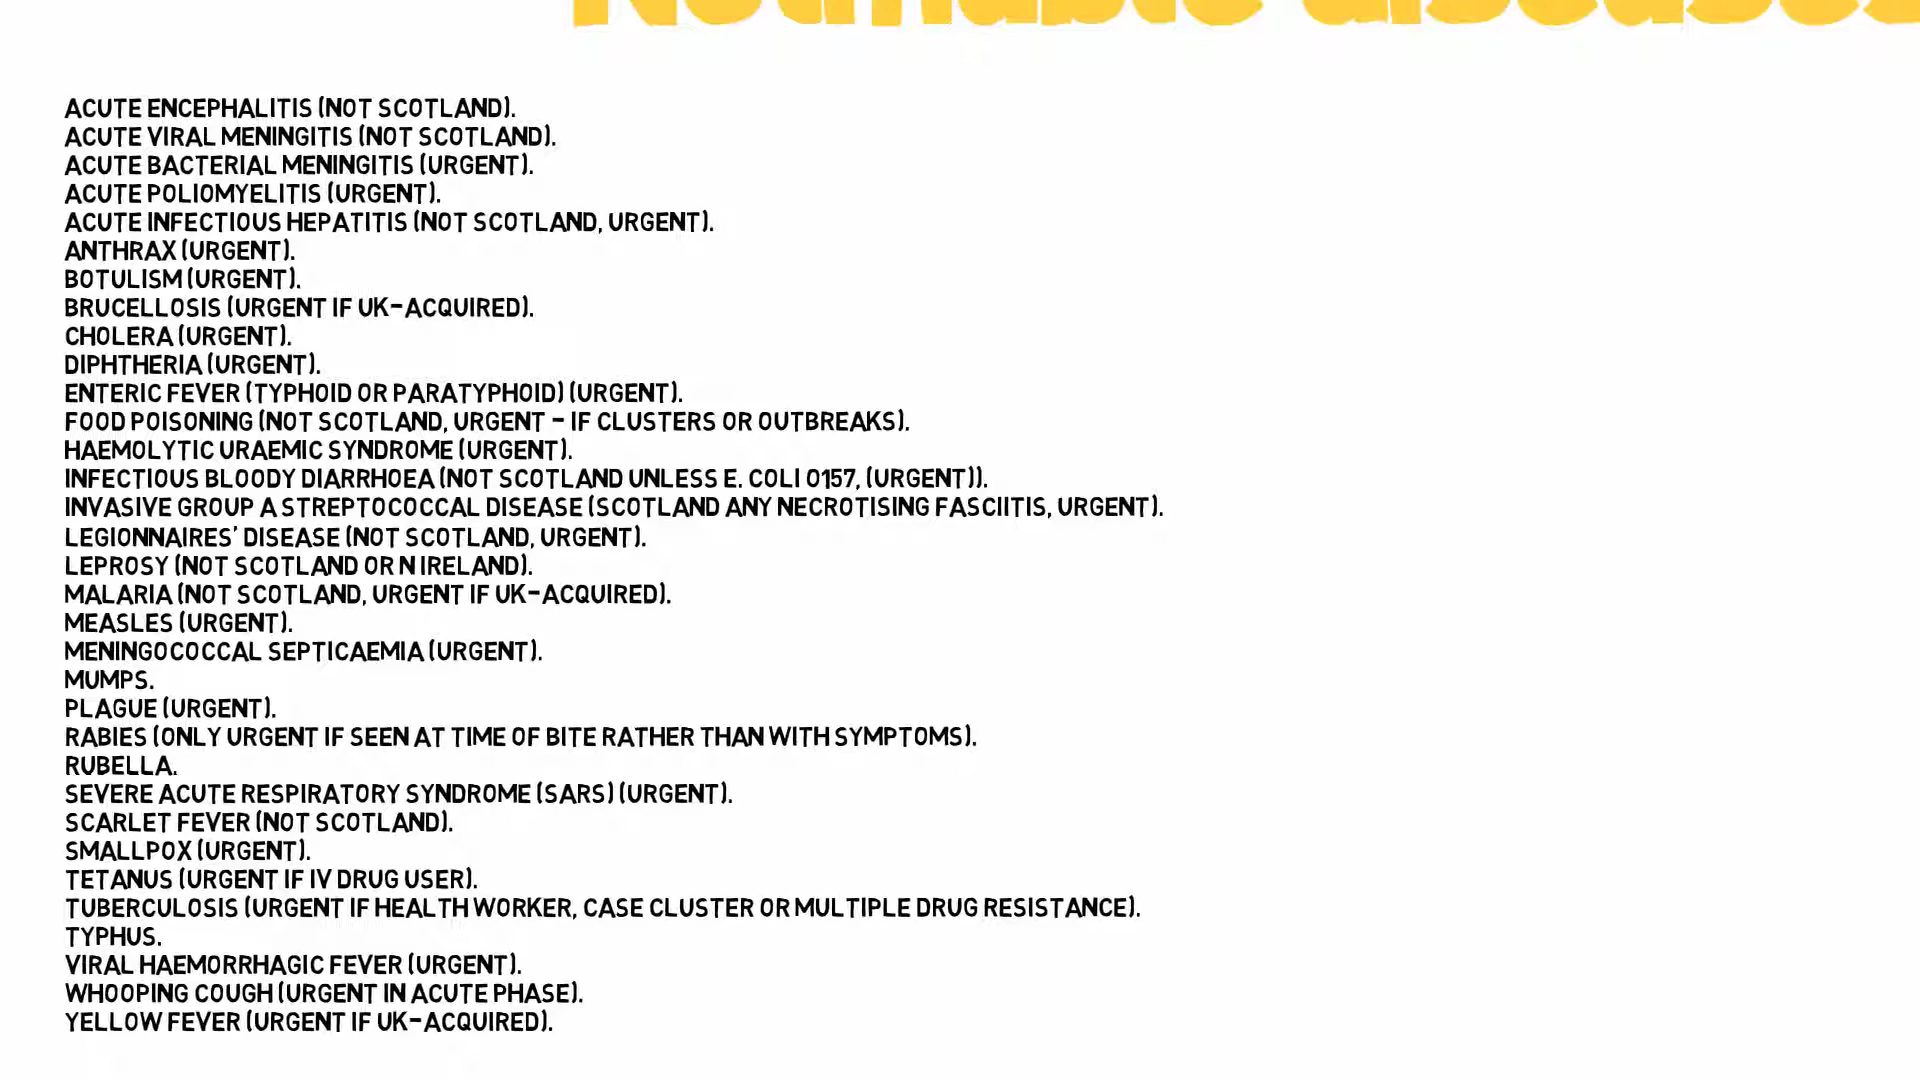 Notifiable diseases
ACUTE ENCEPHALITIS (NOT SCOTLAND).
ACUTE VIRAL MENINGITIS (NOT SCOTLAND).
ACUTE BACTERIAL MENINGITIS (URGENT).
ACUTE POLIOMYELITIS (URGENT).
ACUTE INFECTIOUS HEPATITIS (NOT SCOTLAND, URGENT).
ANTHRAX (URGENT).
BOTULISM (URGENT).
BRUCELLOSIS (URGENT IF UK-ACQUIRED).
CHOLERA (URGENT).
DIPHTHERIA (URGENT).
ENTERIC FEVER (TYPHOID OR PARATYPHOID) (URGENT).
FOOD POISONING (NOT SCOTLAND, URGENT - IF CLUSTERS OR OUTBREAKS).
HAEMOLYTIC URAEMIC SYNDROME (URGENT).
INFECTIOUS BLOODY DIARRHOEA (NOT SCOTLAND UNLESS E. COLI 0157, (URGENT)).
INVASIVE GROUP A STREPTOCOCCAL DISEASE (SCOTLAND ANY NECROTISING FASCIITIS, URGENT).
LEGIONNAIRES' DISEASE (NOT SCOTLAND, URGENT).
LEPROSY (NOT SCOTLAND OR N IRELAND).
MALARIA (NOT SCOTLAND, URGENT IF UK-ACQUIRED).
MEASLES (URGENT).
MENINGOCOCCAL SEPTICAEMIA (URGENT).
MUMPS.
PLAGUE (URGENT).
RABIES (ONLY URGENT IF SEEN AT TIME OF BITE RATHER THAN WITH SYMPTOMS).
RUBELLA.
SEVERE ACUTE RESPIRATORY SYNDROME (SARS) (URGENT).
SCARLET FEVER (NOT SCOTLAND).
SMALLPOX (URGENT).
TETANUS (URGENT IF IV DRUG USER).
TUBERCULOSIS (URGENT IF HEALTH WORKER, CASE CLUSTER OR MULTIPLE DRUG RESISTANCE).
TYPHUS.
VIRAL HAEMORRHAGIC FEVER (URGENT).
WHOOPING COUGH (URGENT IN ACUTE PHASE).
YELLOW FEVER (URGENT IF UK-ACQUIRED).